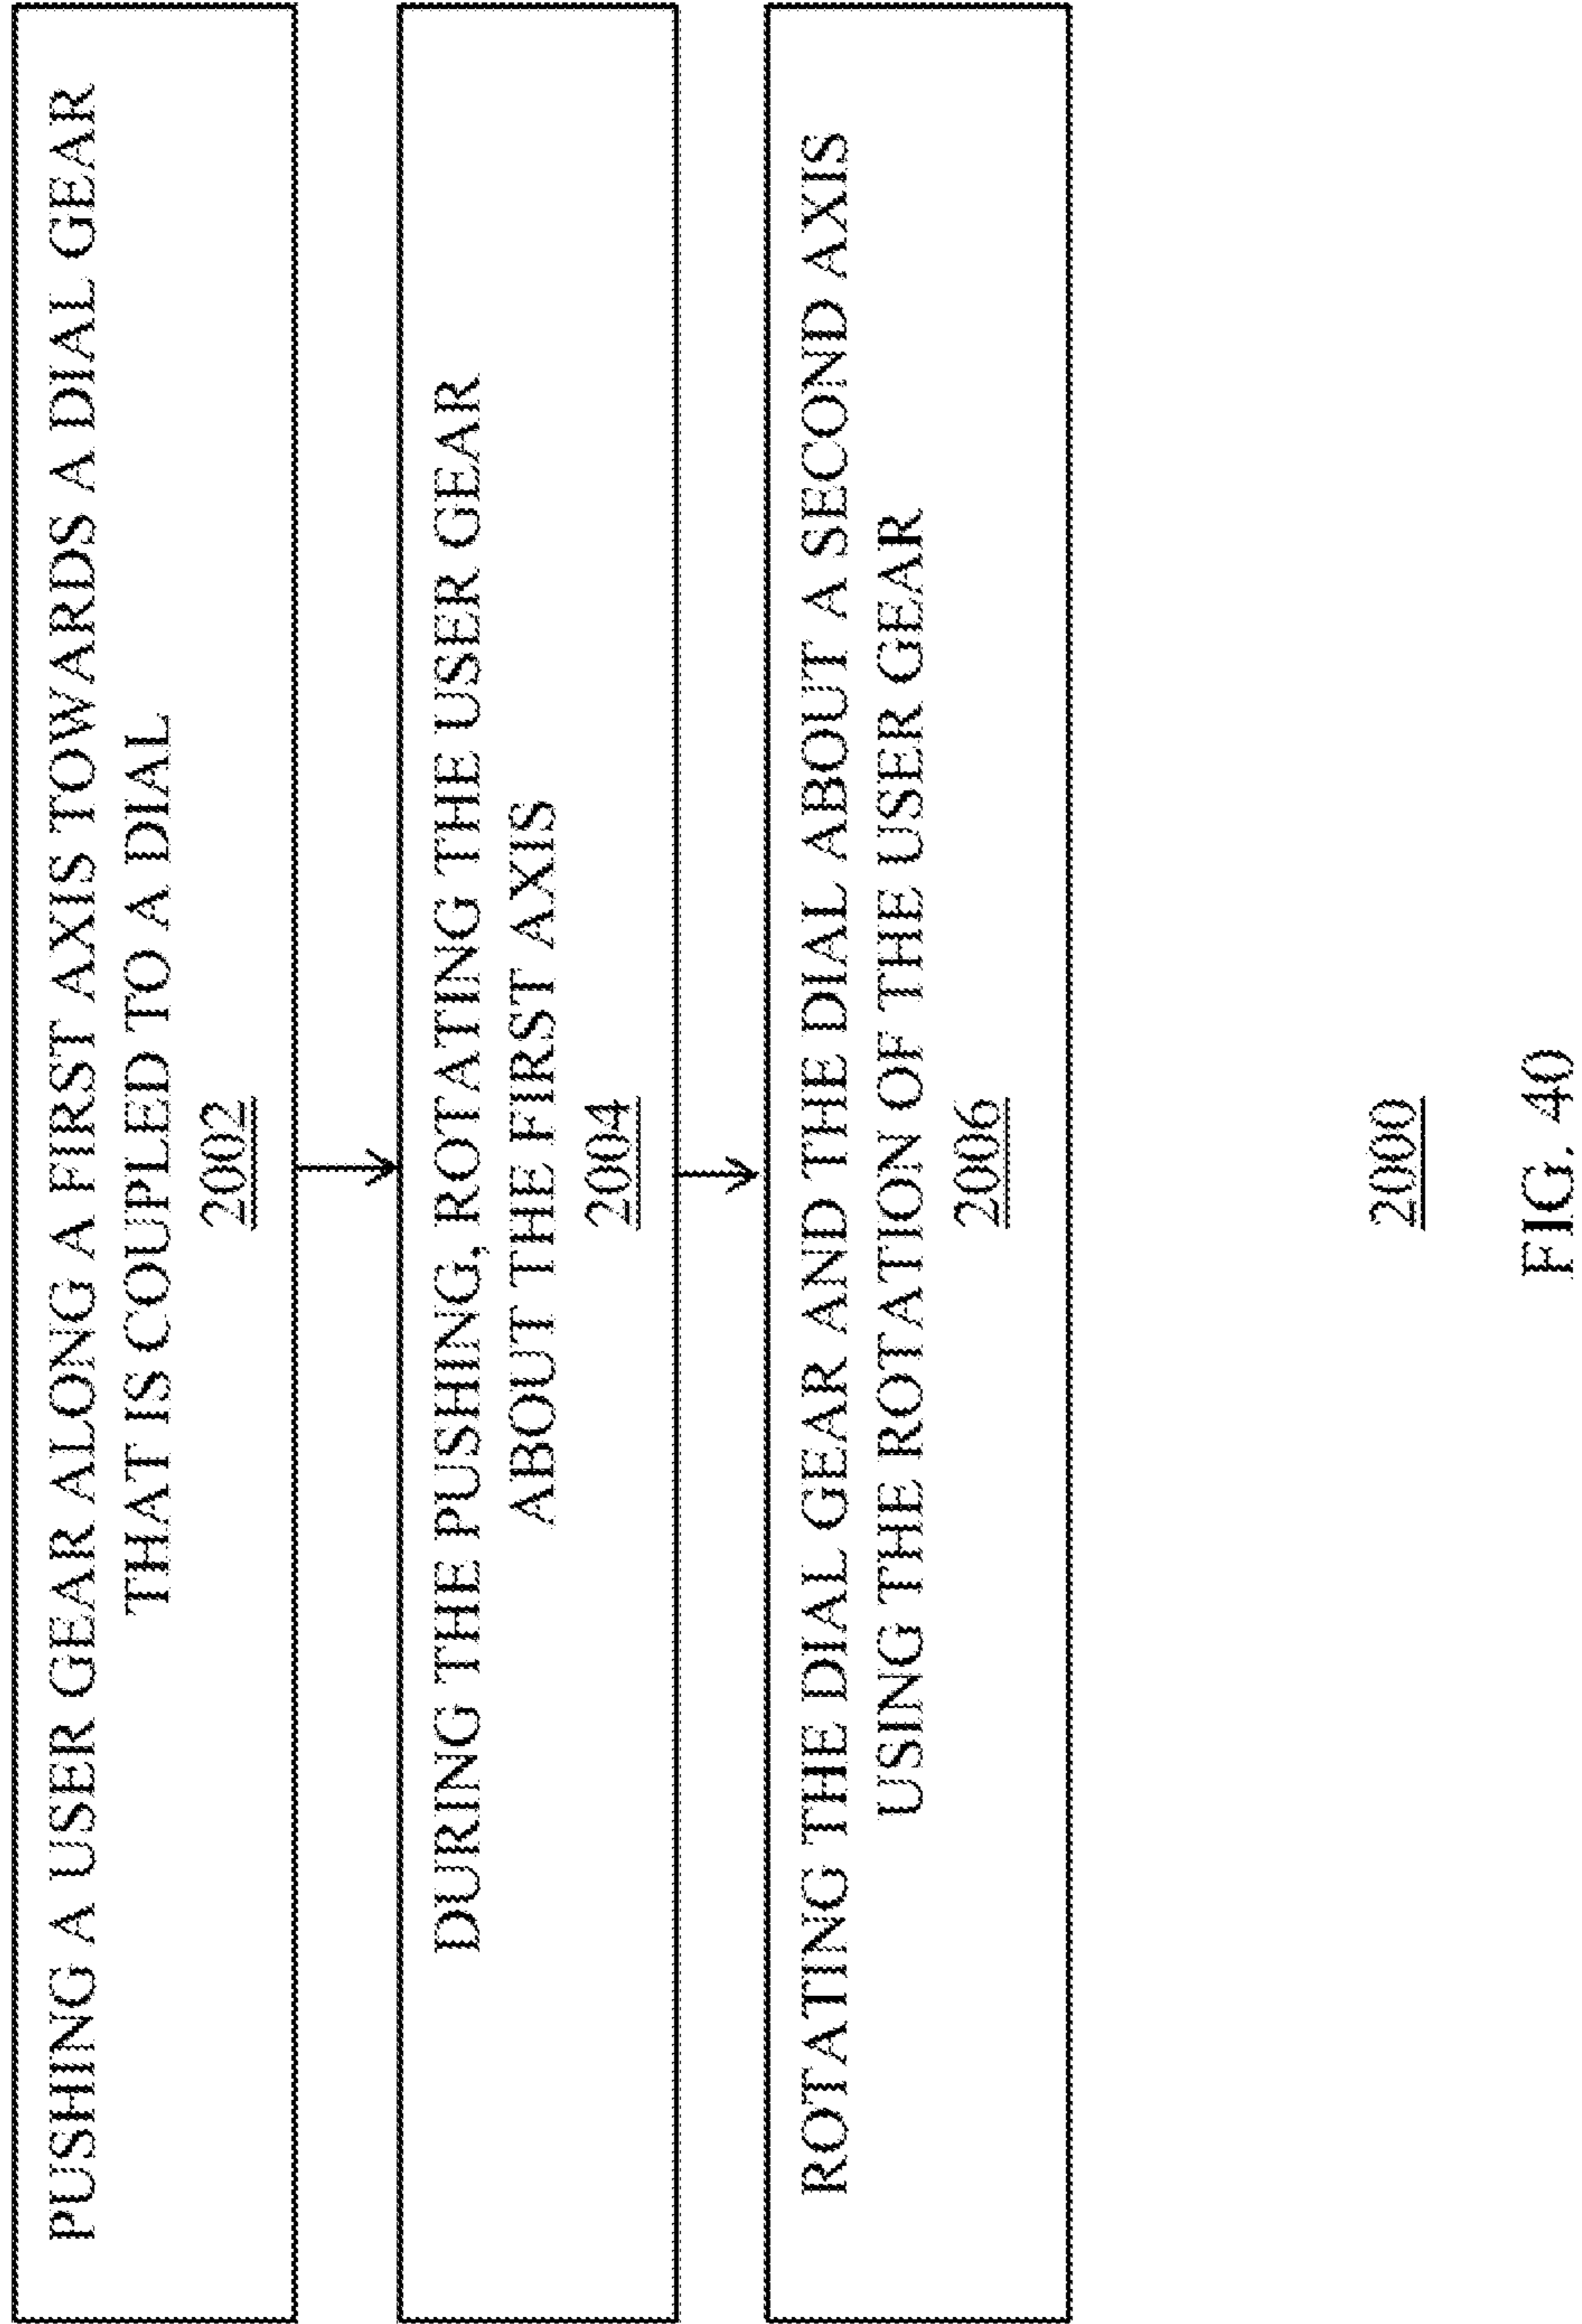 PUSHING A USER GEAR ALONG A FIRST AXIS TOWARDS A DIAL GEAR
THAT IS COUPLED TO A DIAL
2002
DURING THE PUSHING, ROTATING THE USER GEAR
ABOUT THE FIRST AXIS
2004
ROTATING THE DIAL GEAR AND THE DIAL ABOUT A SECOND AXIS
USING THE ROTATION OF THE USER GEAR
2006
2000
FIG. 40